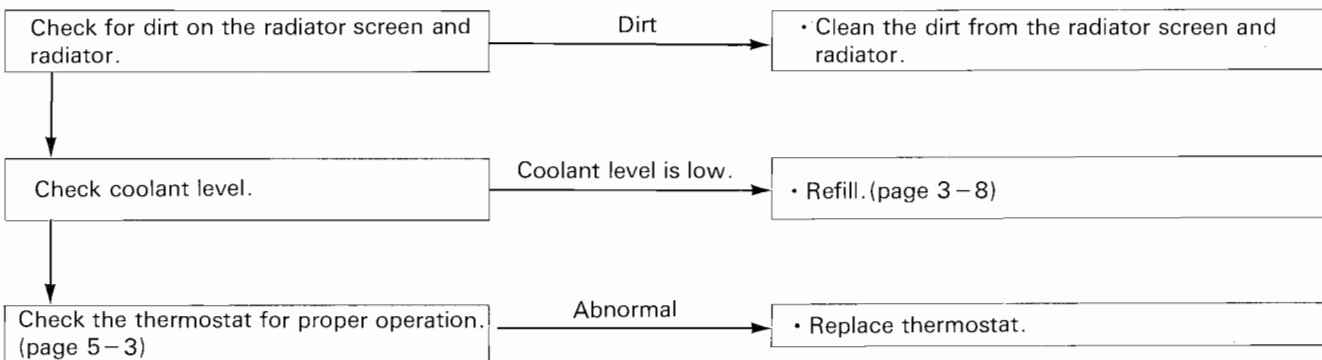 Check for dirt on the radiator screen and
radiator.
Dirt
· Clean the dirt from the radiator screen and
radiator.
Check coolant level.
Coolant level is low.
· Refill.(page 3–8)
Check the thermostat for proper operation.
(page 5–3)
Abnormal
· Replace thermostat.